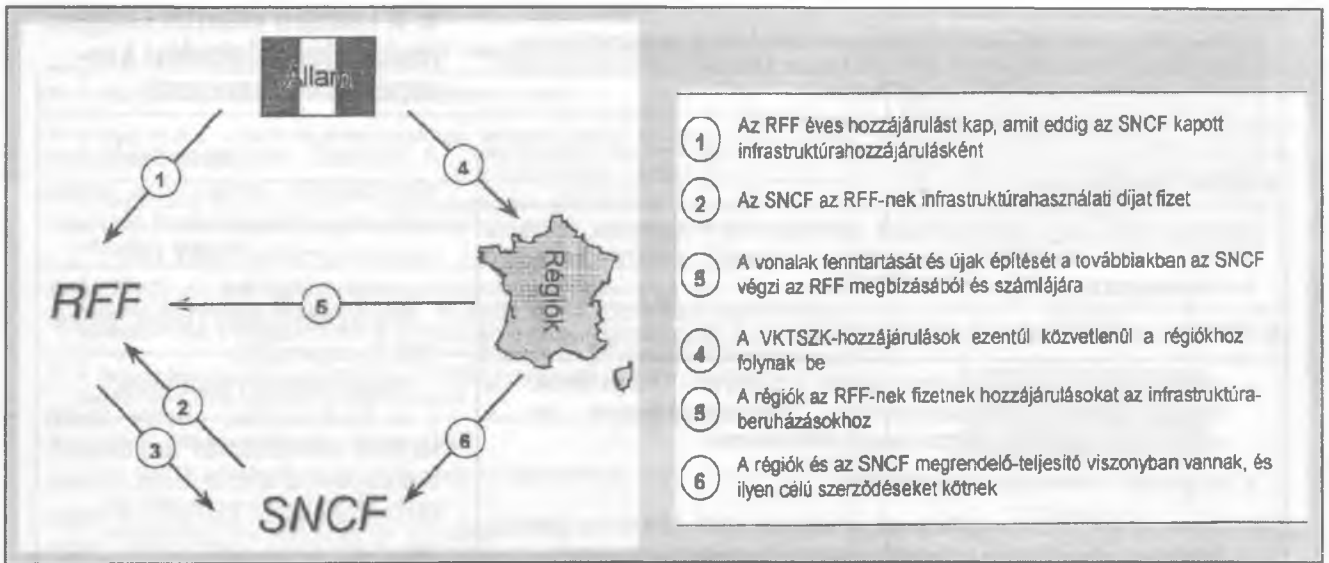 Állam
1
4
RFF
5
Régiók
2
3
6
SNCF
1 Az RFF éves hozzájárulást kap, amit eddig az SNCF kapott
infrastruktúrahozzájárulásként
2 Az SNCF az RFF-nek infrastruktúrahasználati díjat fizet
3 A vonalak fenntartását és újak építését a továbbiakban az SNCF
végzi az RFF megbízásából és számlájára
4 A VKTSZK-hozzájárulások ezentúl közvetlenül a régiókhoz
folynak be
5 A régiók az RFF-nek fizetnek hozzájárulásokat az infrastruktúra-
beruházásokhoz
6 A régiók és az SNCF megrendelő-teljesítő viszonyban vannak, és
ilyen célú szerződéseket kötnek